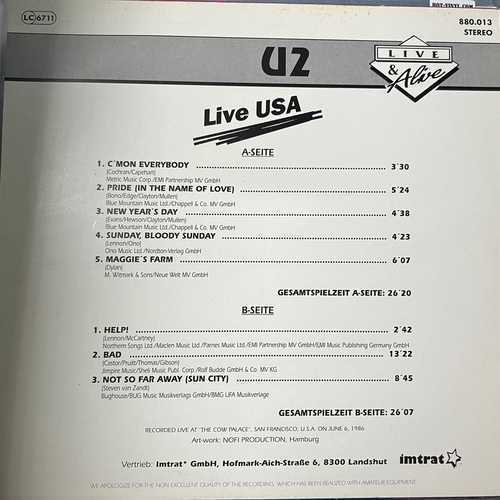 HOT-VINYL.COM
LC 6711
880.013
STEREO
U2
LIVE
&
Alive
Live USA
A-SEITE
1. C´MON EVERYBODY 3´30
(Cochran/Capehart)
Metric Music Corp./EMI Partnership MV GmbH
2. PRIDE (IN THE NAME OF LOVE) 5´24
(Bono/Edge/Clayton/Mullen)
Blue Mountain Music Ltd./Chappell & Co. MV GmbH
3. NEW YEAR´S DAY 4´38
(Evans/Hewson/Clayton/Mullen)
Blue Mountain Music Ltd./Chappell & Co. MV GmbH
4. SUNDAY, BLOODY SUNDAY 4´23
(Lennon/Ono)
Ono Music Ltd./Nordton-Verlag GmbH
5. MAGGIE´S FARM 6´07
(Dylan)
M. Witmark & Sons/Neue Welt MV GmbH
GESAMTSPIELZEIT A-SEITE: 26´20
B-SEITE
1. HELP! 2´42
(Lennon/McCartney)
Northern Songs Ltd./Maclen Music Ltd./Parnes Music Ltd./EMI Partnership MV GmbH/EMI Music Publishing Germany GmbH
2. BAD 13´22
(Castor/Pruitt/Thomas/Gibson)
Jimpire Music/Sheli Music Publ. Corp./Rolf Budde GmbH & Co. MV KG
3. NOT SO FAR AWAY (SUN CITY) 8´45
(Steven van Zandt)
Bughouse/BUG Music Musikverlags GmbH/BMG UFA Musikverlage
GESAMTSPIELZEIT B-SEITE: 26´07
RECORDED LIVE AT "THE COW PALACE", SAN FRANCISCO, U.S.A. ON JUNE 6, 1986
Art-work: NOFI PRODUCTION, Hamburg
Vertrieb: Imtrat® GmbH, Hofmark-Aich-Straße 6, 8300 Landshut
imtrat
WE APOLOGIZE FOR THE NON EXCELLENT QUALITY OF THE RECORDING, WHICH HAS BEEN REALIZED WITH AMATEUR EQUIPMENT.